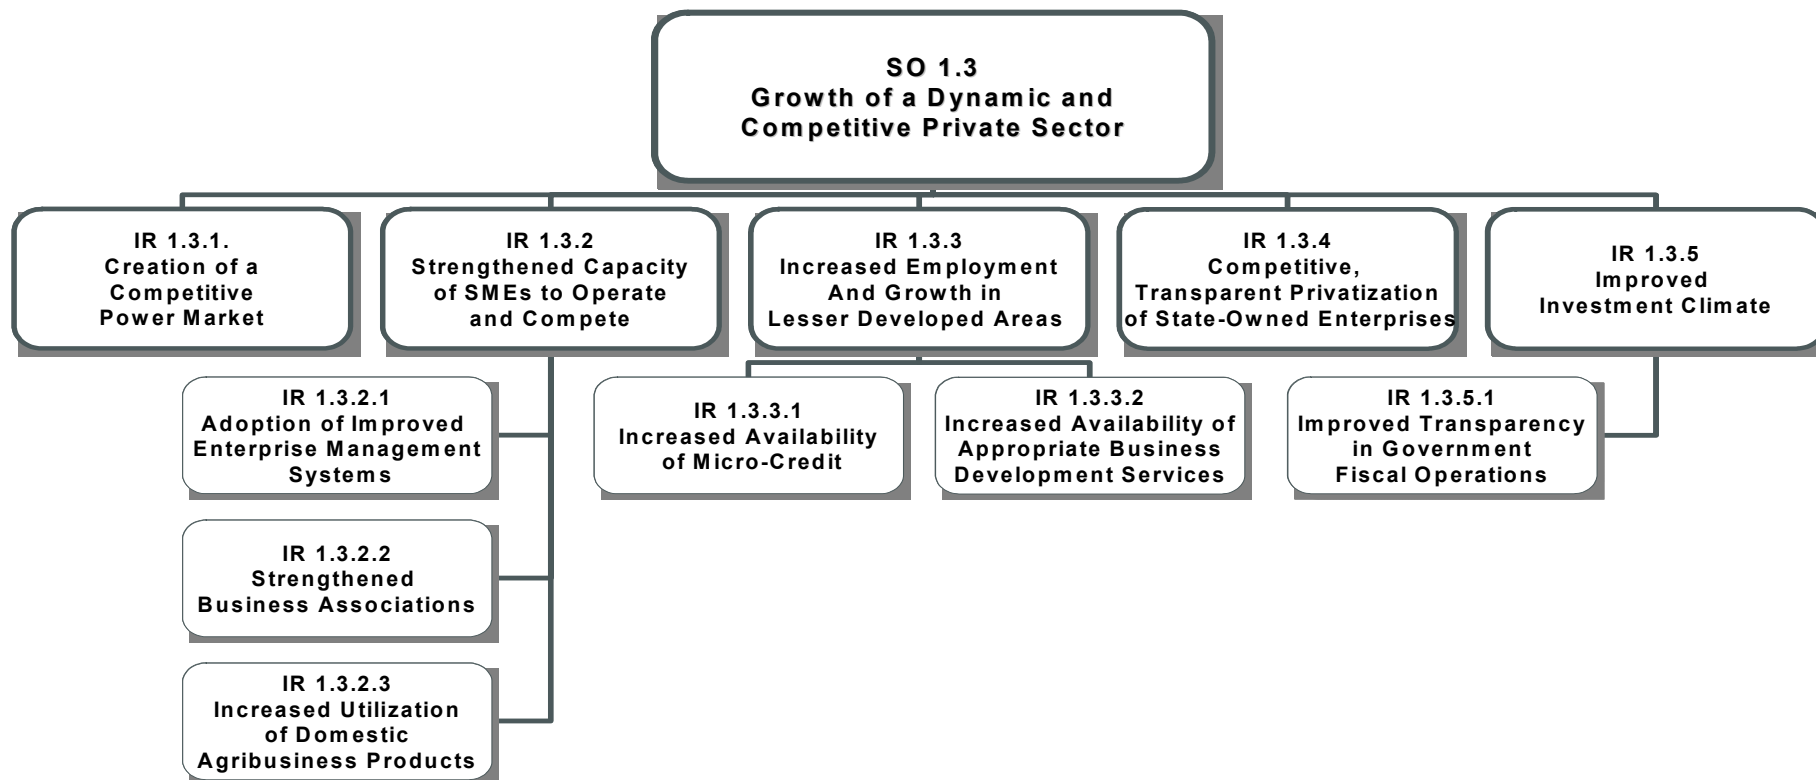 SO 1.3
Growth of a Dynamic and
Competitive Private Sector
IR 1.3.1.
Creation of a
Competitive
Power Market
IR 1.3.2
Strengthened Capacity
of SMEs to Operate
and Compete
IR 1.3.3
Increased Employment
And Growth in
Lesser Developed Areas
IR 1.3.4
Competitive,
Transparent Privatization
of State-Owned Enterprises
IR 1.3.5
Improved
Investment Climate
IR 1.3.2.1
Adoption of Improved
Enterprise Management
Systems
IR 1.3.3.1
Increased Availability
of Micro-Credit
IR 1.3.3.2
Increased Availability of
Appropriate Business
Development Services
IR 1.3.5.1
Improved Transparency
in Government
Fiscal Operations
IR 1.3.2.2
Strengthened
Business Associations
IR 1.3.2.3
Increased Utilization
of Domestic
Agribusiness Products